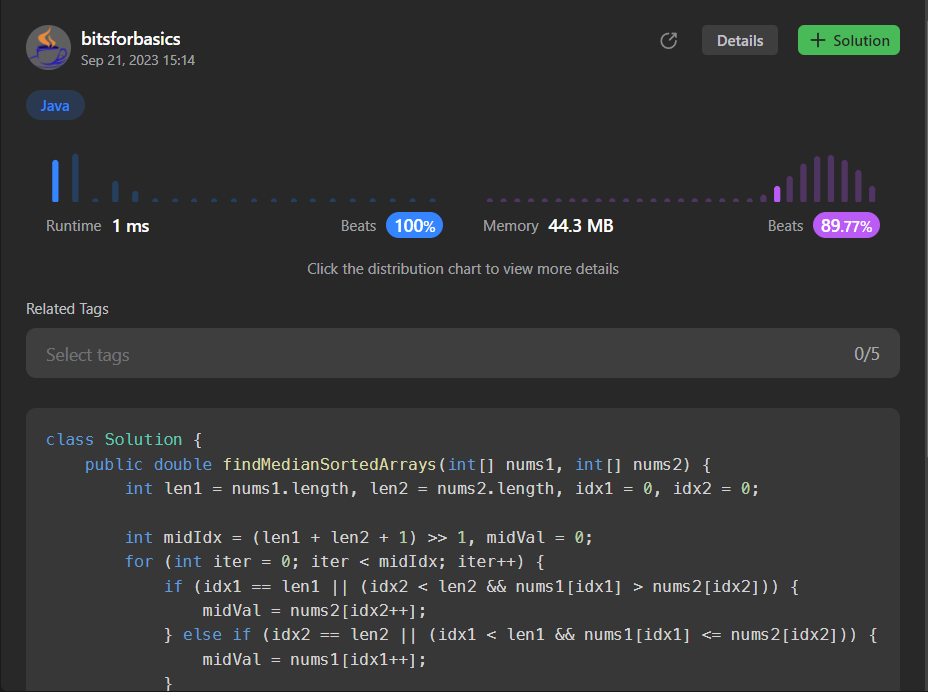 bitsforbasics
Sep 21, 2023 15:14
Details
+ Solution
Java
Runtime 1 ms Beats 100%
Memory 44.3 MB Beats 89.77%
Click the distribution chart to view more details
Related Tags
Select tags 0/5
class Solution {
    public double findMedianSortedArrays(int[] nums1, int[] nums2) {
        int len1 = nums1.length, len2 = nums2.length, idx1 = 0, idx2 = 0;
        int midIdx = (len1 + len2 + 1) >> 1, midVal = 0;
        for (int iter = 0; iter < midIdx; iter++) {
            if (idx1 == len1 || (idx2 < len2 && nums1[idx1] > nums2[idx2])) {
                midVal = nums2[idx2++];
            } else if (idx2 == len2 || (idx1 < len1 && nums1[idx1] <= nums2[idx2])) {
                midVal = nums1[idx1++];
            }